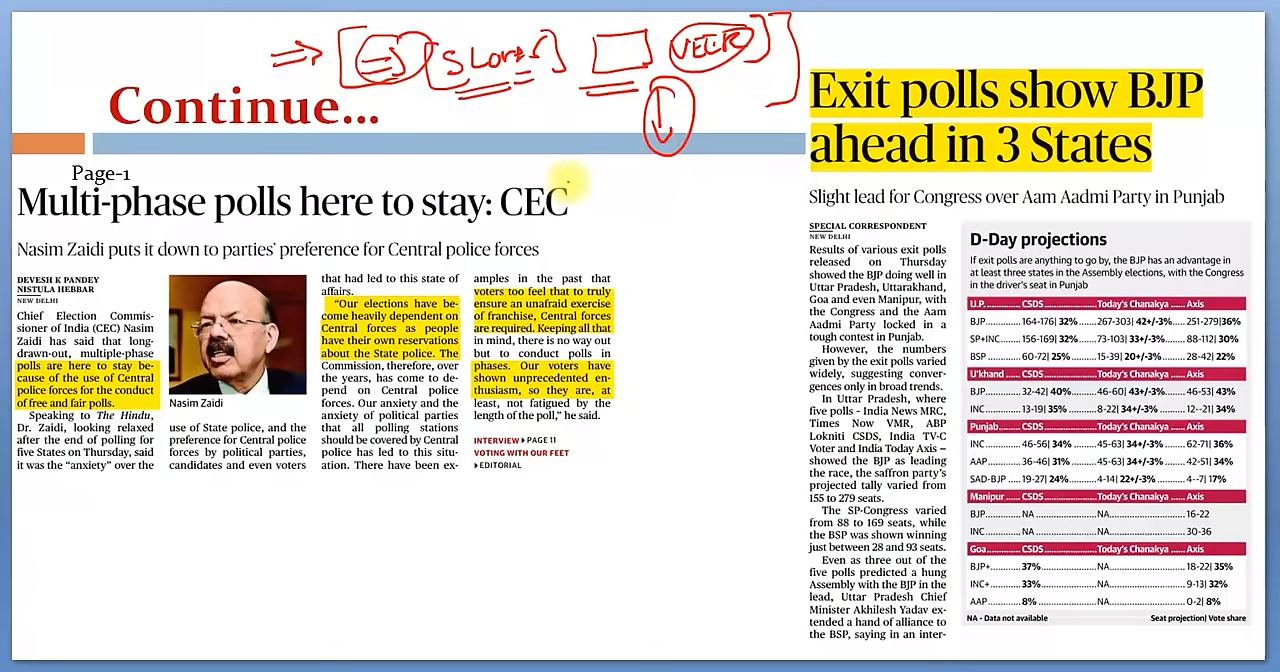 Continue...
Page-1
Multi-phase polls here to stay: CEC
Nasim Zaidi puts it down to parties' preference for Central police forces
DEVESH K PANDEY
NISTULA HEBBAR
NEW DELHI
Chief Election Commis-
sioner of India (CEC) Nasim
Zaidi has said that long-
drawn-out, multiple-phase
polls are here to stay be-
cause of the use of Central
police forces for the conduct
of free and fair polls.
Speaking to The Hindu,
Dr. Zaidi, looking relaxed
after the end of polling for
five States on Thursday, said
it was the “anxiety” over the
Nasim Zaidi
use of State police, and the
preference for Central police
forces by political parties,
candidates and even voters
that had led to this state of
affairs.
“Our elections have be-
come heavily dependent on
Central forces as people
have their own reservations
about the State police. The
Commission, therefore, over
the years, has come to de-
pend on Central police
forces. Our anxiety and the
anxiety of political parties
that all polling stations
should be covered by Central
police has led to this situ-
ation. There have been ex-
amples in the past that
voters too feel that to truly
ensure an unafraid exercise
of franchise, Central forces
are required. Keeping all that
in mind, there is no way out
but to conduct polls in
phases. Our voters have
shown unprecedented en-
thusiasm, so they are, at
least, not fatigued by the
length of the poll,” he said.
INTERVIEW PAGE 11
VOTING WITH OUR FEET
EDITORIAL
Exit polls show BJP
ahead in 3 States
Slight lead for Congress over Aam Aadmi Party in Punjab
SPECIAL CORRESPONDENT
NEW DELHI
Results of various exit polls
released on Thursday
showed the BJP doing well in
Uttar Pradesh, Uttarakhand,
Goa and even Manipur, with
the Congress and the Aam
Aadmi Party locked in a
tough contest in Punjab.
However, the numbers
given by the exit polls varied
widely, suggesting conver-
gences only in broad trends.
In Uttar Pradesh, where
five polls - India News MRC,
Times Now VMR, ABP
Lokniti CSDS, India TV-C
Voter and India Today Axis –
showed the BJP as leading
the race, the saffron party's
projected tally varied from
155 to 279 seats.
The SP-Congress varied
from 88 to 169 seats, while
the BSP was shown winning
just between 28 and 93 seats.
Even as three out of the
five polls predicted a hung
Assembly with the BJP in the
lead, Uttar Pradesh Chief
Minister Akhilesh Yadav ex-
tended a hand of alliance to
the BSP, saying in an inter-
D-Day projections
If exit polls are anything to go by, the BJP has an advantage in
at least three states in the Assembly elections, with the Congress
in the driver's seat in Punjab
U.P. CSDS Today's Chanakya Axis
BJP 164-176| 32% 267-303| 42+/-3% 251-279|36%
SP+INC 156-169| 32% 73-103| 33+/-3% 88-112| 30%
BSP 60-72| 25% 15-39| 20+/-3% 28-42| 22%
U'khand CSDS Today's Chanakya Axis
BJP 32-42| 40% 46-60| 43+/-3% 46-53| 43%
INC 13-19| 35% 8-22| 34+/-3% 12--21| 34%
Punjab CSDS Today's Chanakya Axis
INC 46-56| 34% 45-63| 34+/-3% 62-71| 36%
AAP 36-46| 31% 45-63| 34+/-3% 42-51| 34%
SAD-BJP 19-27| 24% 4-14| 22+/-3% 4--7| 17%
Manipur CSDS Today's Chanakya Axis
BJP NA NA 16-22
INC NA NA 30-36
Goa CSDS Today's Chanakya Axis
BJP+ 37% NA 18-22| 35%
INC+ 33% NA 9-13| 32%
AAP 8% NA 0-2| 8%
NA - Data not available Seat projection| Vote share